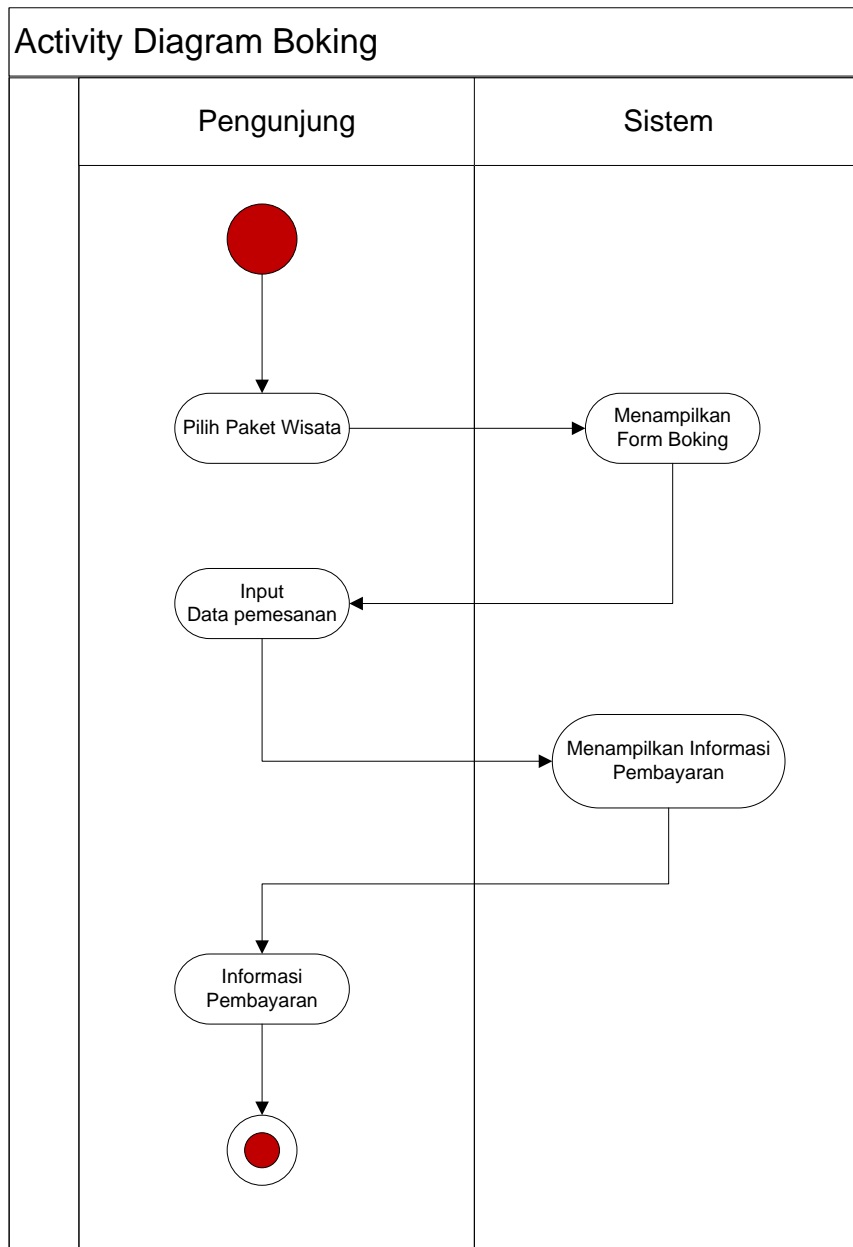 Activity Diagram Boking
Pengunjung
Sistem
Pilih Paket Wisata
Menampilkan
Form Boking
Input
Data pemesanan
Menampilkan Informasi
Pembayaran
Informasi
Pembayaran